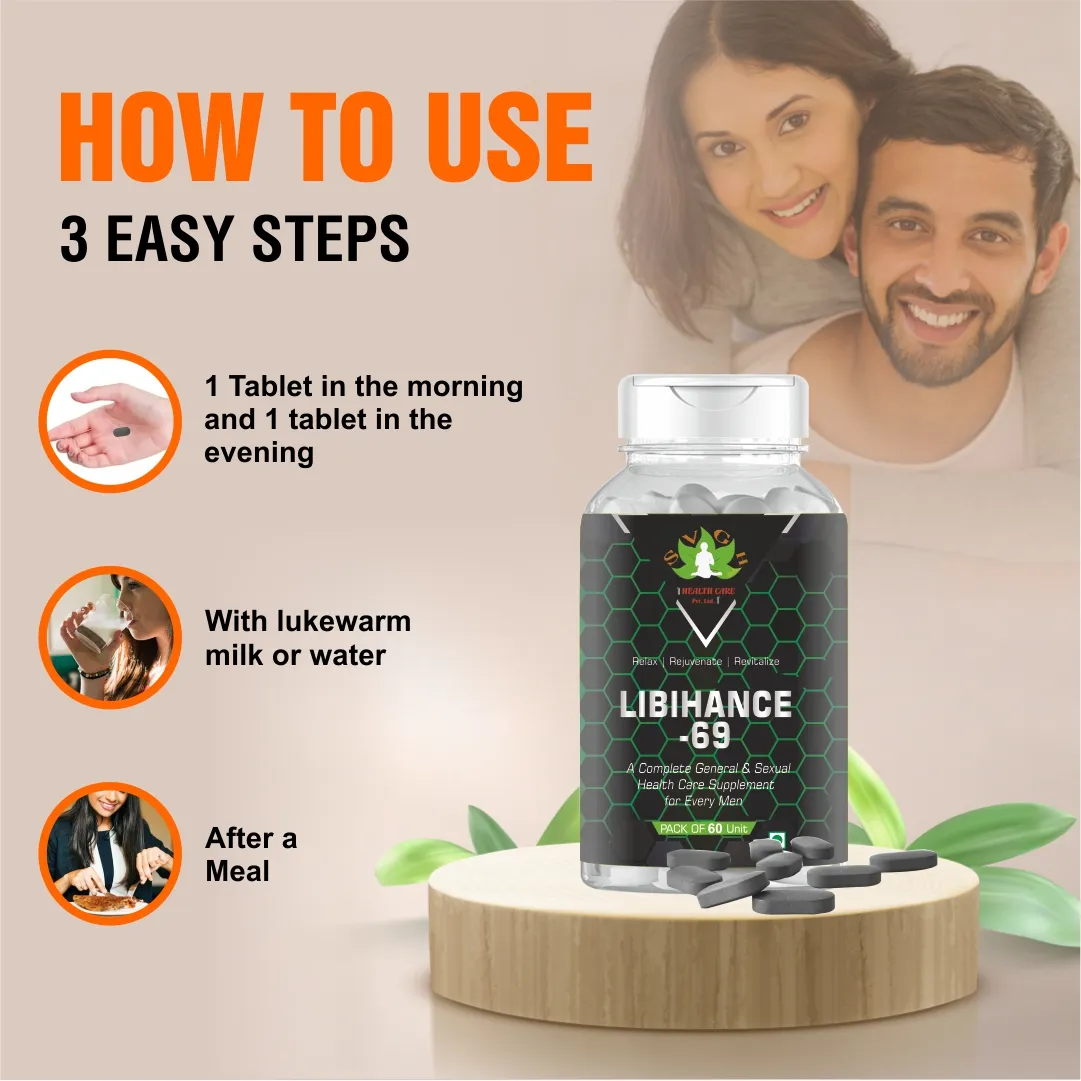 HOW TO USE
3 EASY STEPS
1 Tablet in the morning
and 1 tablet in the
evening
With lukewarm
milk or water
After a
Meal
SVGH
HEALTH CARE
Pvt. Ltd.
Relax | Rejuvenate | Revitalize
LIBIHANCE
-69
A Complete General & Sexual
Health Care Supplement
for Every Men
PACK OF 60 Unit